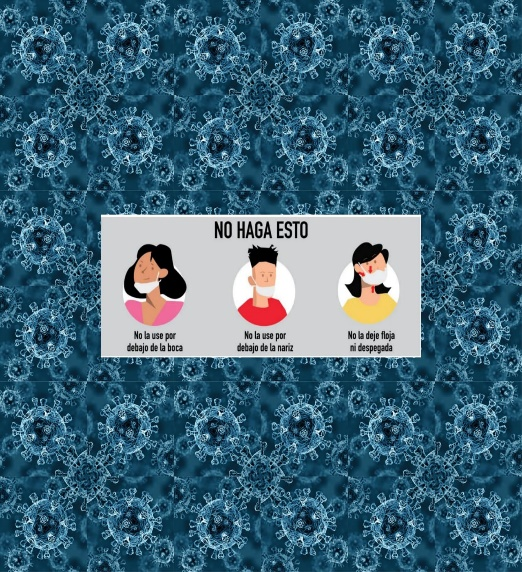 NO HAGA ESTO
No la use por
debajo de la boca
No la use por
debajo de la nariz
No la deje floja
ni despegada